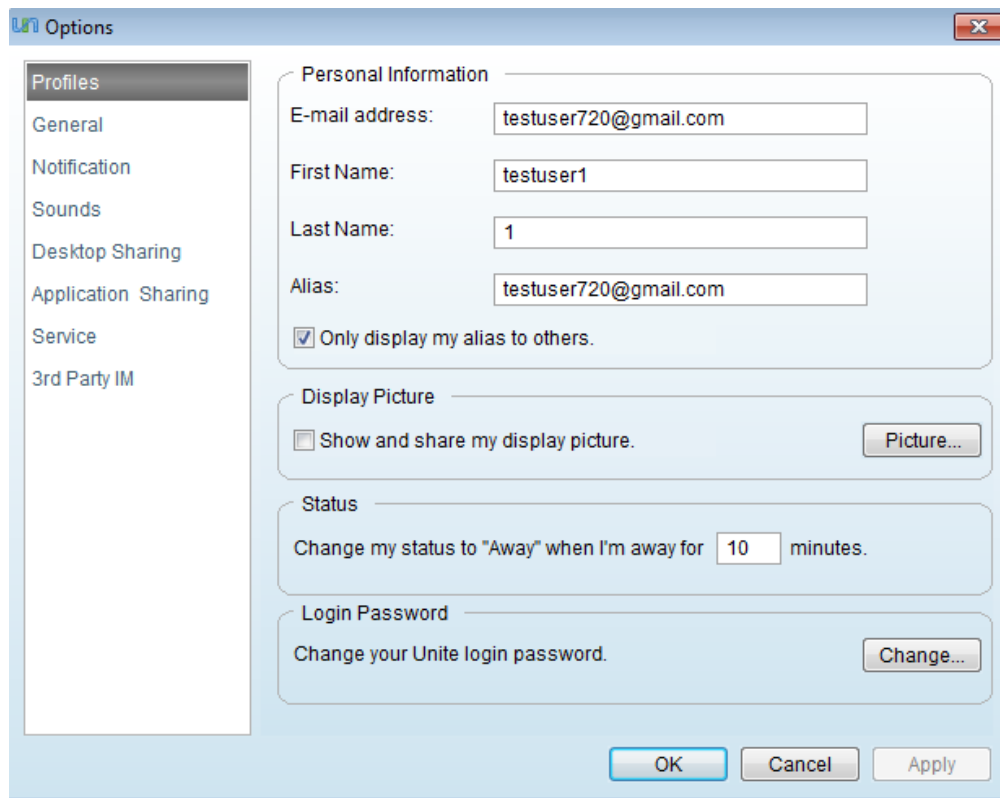 Options
Profiles
General
Notification
Sounds
Desktop Sharing
Application Sharing
Service
3rd Party IM
Personal Information
E-mail address: testuser720@gmail.com
First Name: testuser1
Last Name: 1
Alias: testuser720@gmail.com
Only display my alias to others.
Display Picture
Show and share my display picture. Picture...
Status
Change my status to "Away" when I'm away for 10 minutes.
Login Password
Change your Unite login password. Change...
OK Cancel Apply